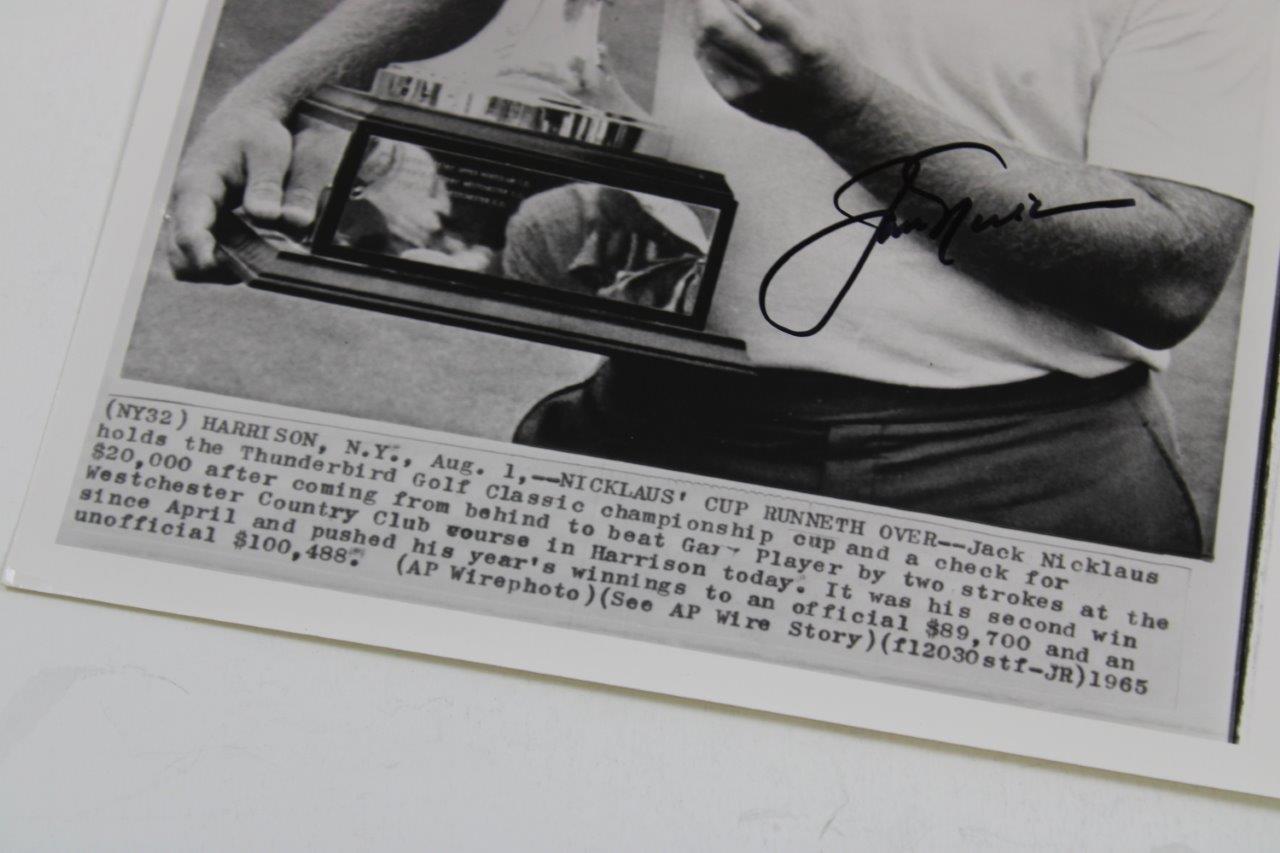 Jack Nicklaus
(NY32) HARRISON, N.Y., Aug. 1,--NICKLAUS' CUP RUNNETH OVER--Jack Nicklaus
holds the Thunderbird Golf Classic championship cup and a check for
$20,000 after coming from behind to beat Gary Player by two strokes at the
Westchester Country Club course in Harrison today. It was his second win
since April and pushed his year's winnings to an official $89,700 and an
unofficial $100,488. (AP Wirephoto)(See AP Wire Story)(fl2030stf-JR)1965